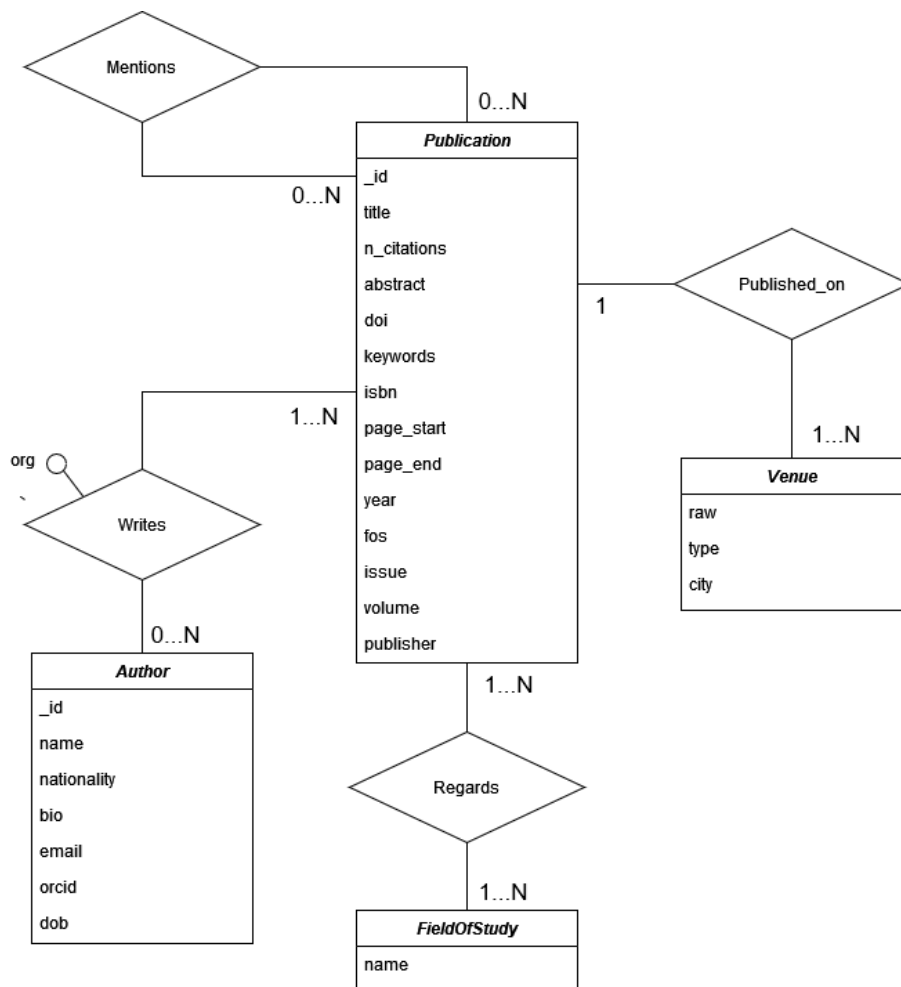 Mentions
0...N
0...N
Publication
_id
title
n_citations
abstract
doi
keywords
isbn
page_start
page_end
year
fos
issue
volume
publisher
Published_on
1
1...N
Venue
raw
type
city
1...N
org
Writes
0...N
Author
_id
name
nationality
bio
email
orcid
dob
1...N
Regards
1...N
FieldOfStudy
name